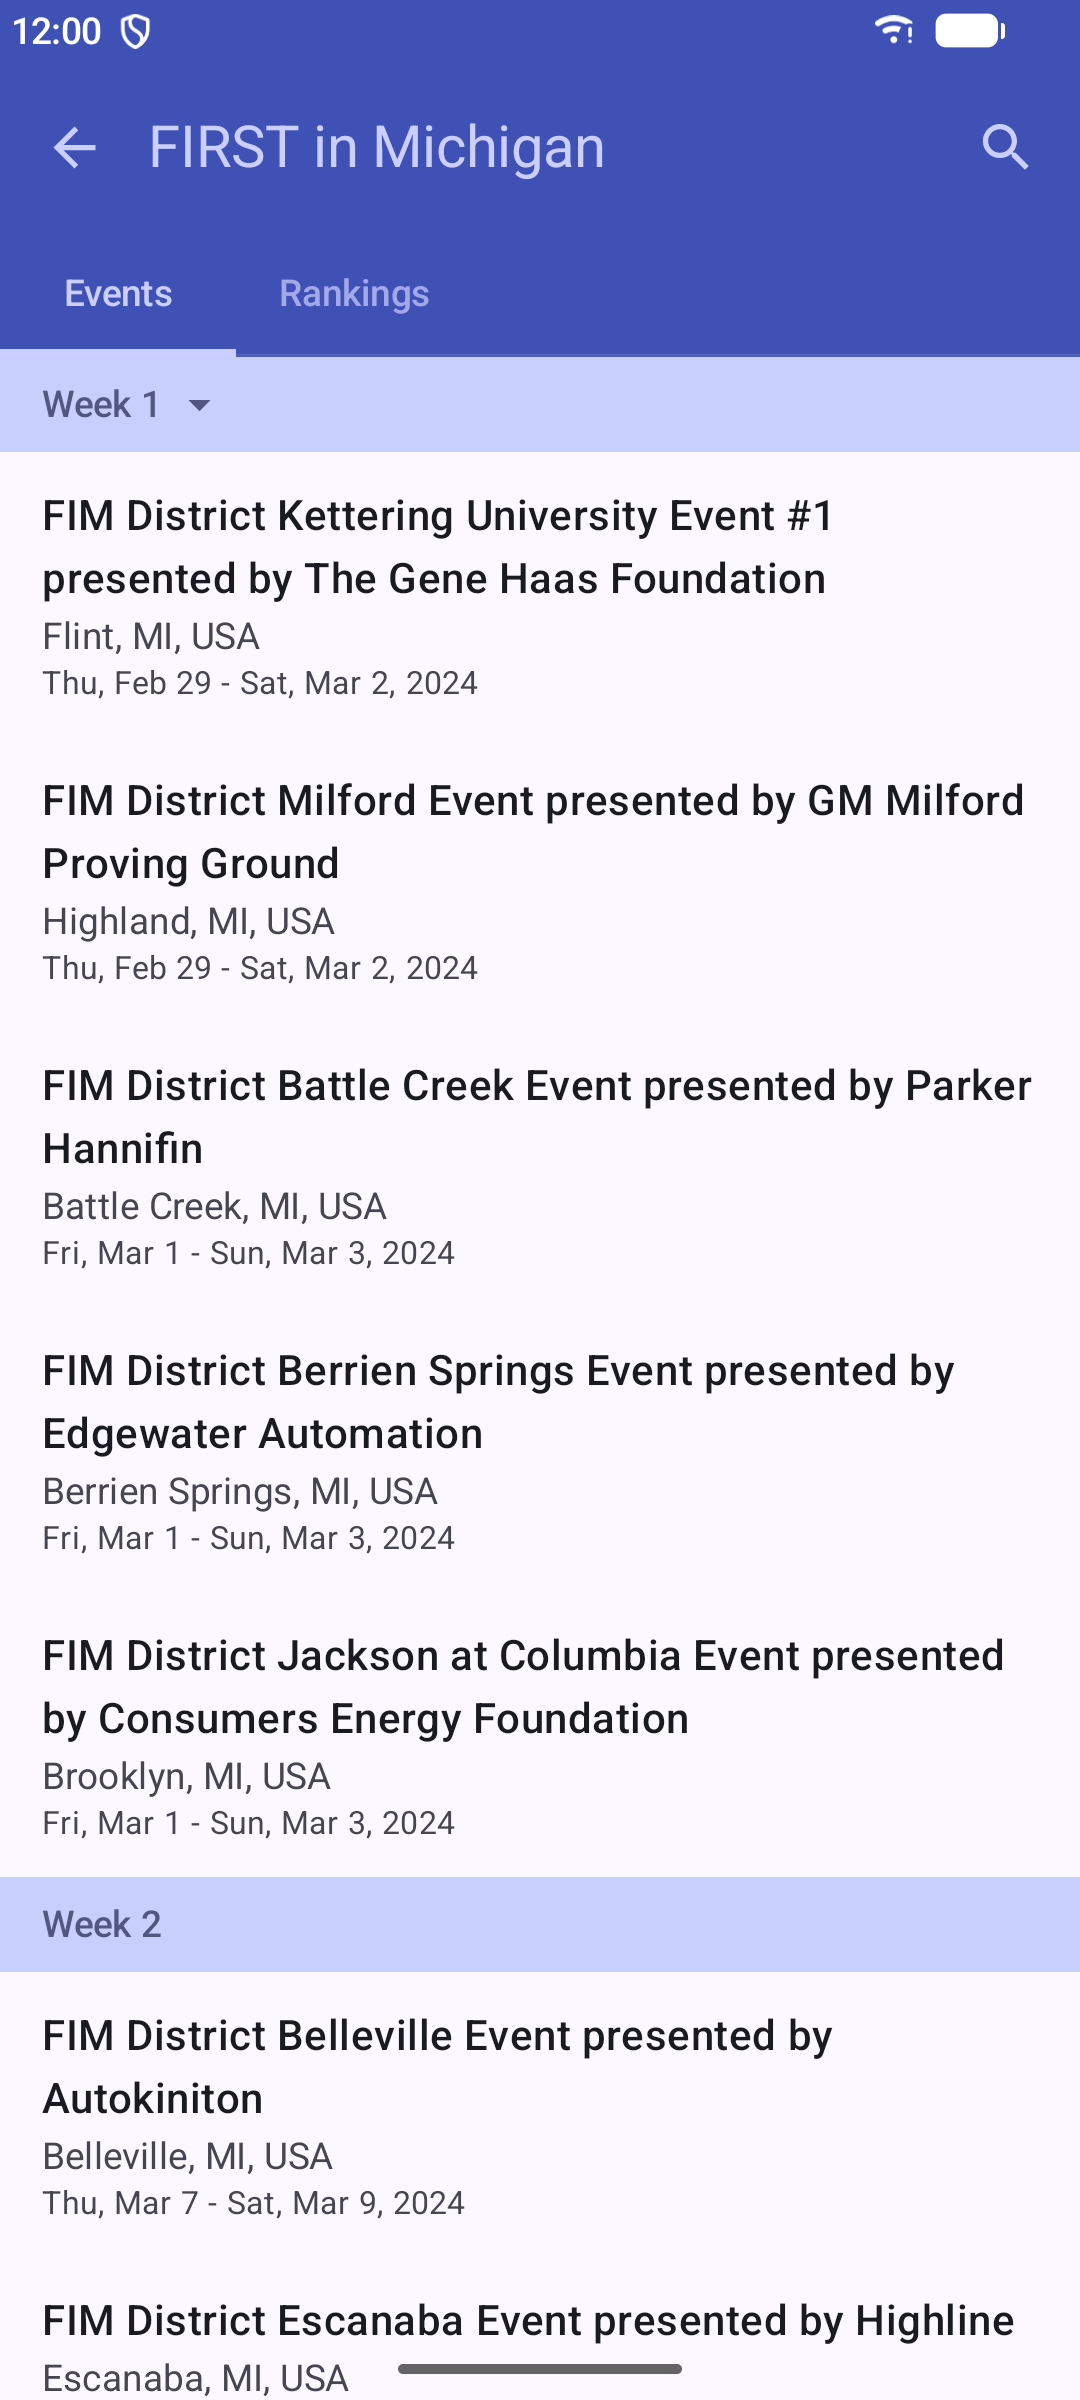 12:00
FIRST in Michigan
Events
Rankings
Week 1
FIM District Kettering University Event #1
presented by The Gene Haas Foundation
Flint, MI, USA
Thu, Feb 29 - Sat, Mar 2, 2024
FIM District Milford Event presented by GM Milford
Proving Ground
Highland, MI, USA
Thu, Feb 29 - Sat, Mar 2, 2024
FIM District Battle Creek Event presented by Parker
Hannifin
Battle Creek, MI, USA
Fri, Mar 1 - Sun, Mar 3, 2024
FIM District Berrien Springs Event presented by
Edgewater Automation
Berrien Springs, MI, USA
Fri, Mar 1 - Sun, Mar 3, 2024
FIM District Jackson at Columbia Event presented
by Consumers Energy Foundation
Brooklyn, MI, USA
Fri, Mar 1 - Sun, Mar 3, 2024
Week 2
FIM District Belleville Event presented by
Autokiniton
Belleville, MI, USA
Thu, Mar 7 - Sat, Mar 9, 2024
FIM District Escanaba Event presented by Highline
Escanaba, MI, USA